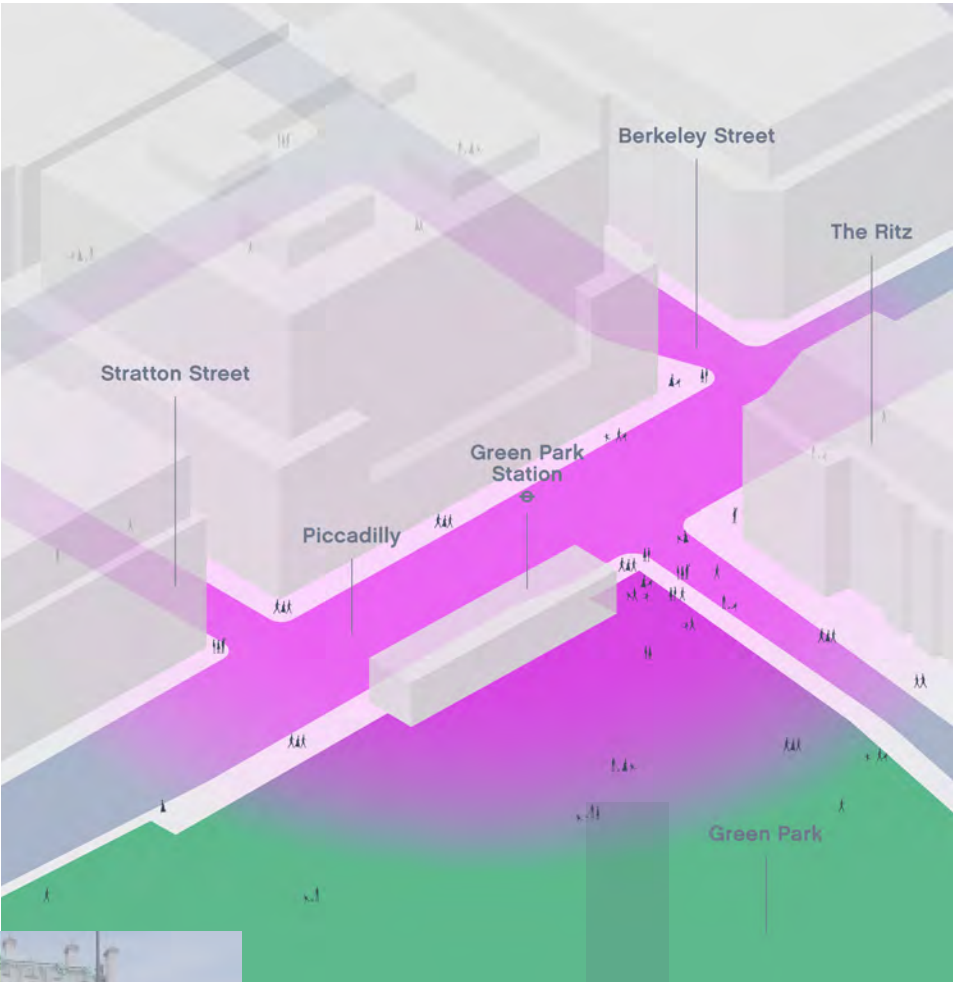 Berkeley Street
The Ritz
Stratton Street
Green Park
Station
Piccadilly
Green Park